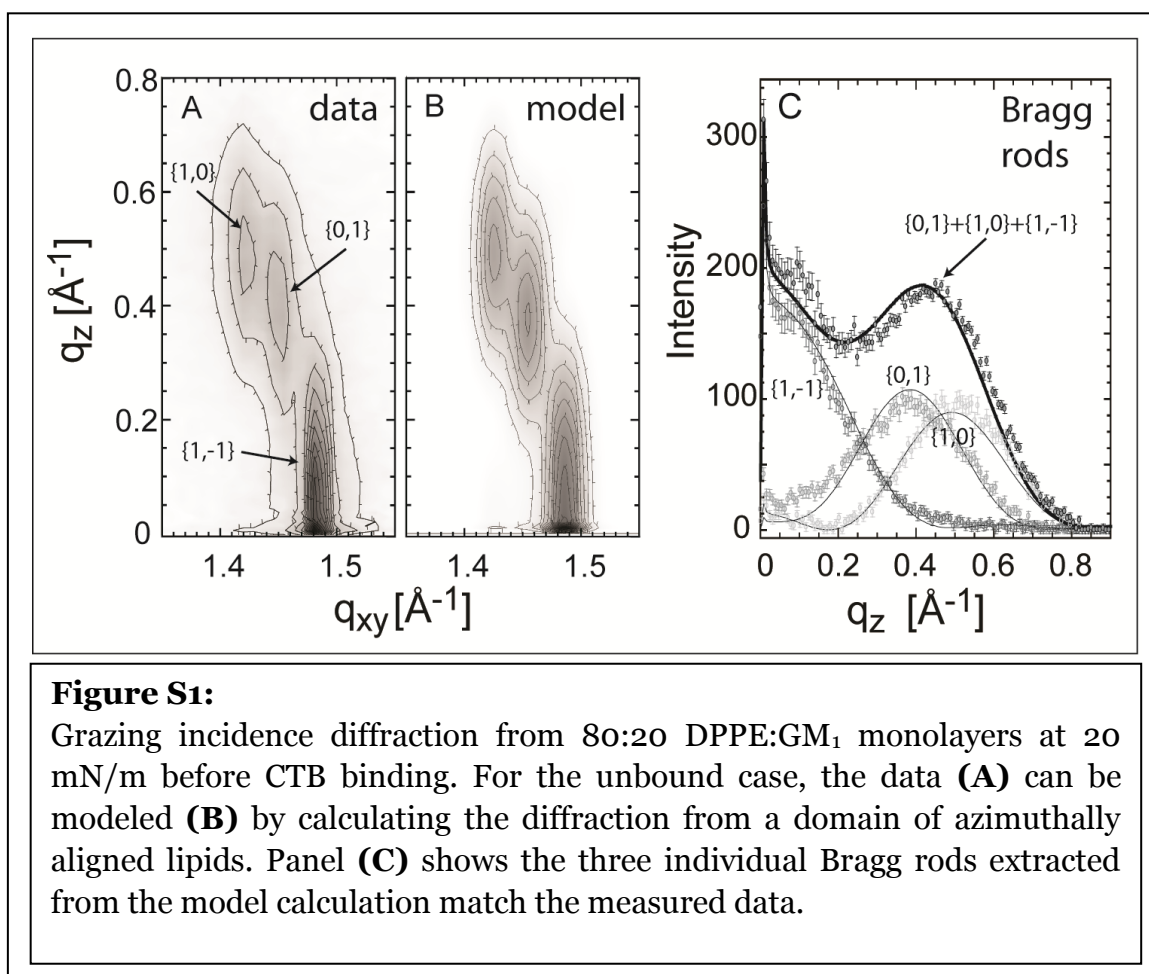 A data
B model
C Bragg
rods
0.8
0.6
0.4
0.2
0
q_z [Å-1]
{1,0}
{0,1}
{1,-1}
1.4 1.5
1.4 1.5
q_xy [Å-1]
300
200
100
0
Intensity
{0,1}+{1,0}+{1,-1}
{1,-1}
{0,1}
{1,0}
0 0.2 0.4 0.6 0.8
q_z [Å-1]
Figure S1:
Grazing incidence diffraction from 80:20 DPPE:GM₁ monolayers at 20
mN/m before CTB binding. For the unbound case, the data (A) can be
modeled (B) by calculating the diffraction from a domain of azimuthally
aligned lipids. Panel (C) shows the three individual Bragg rods extracted
from the model calculation match the measured data.